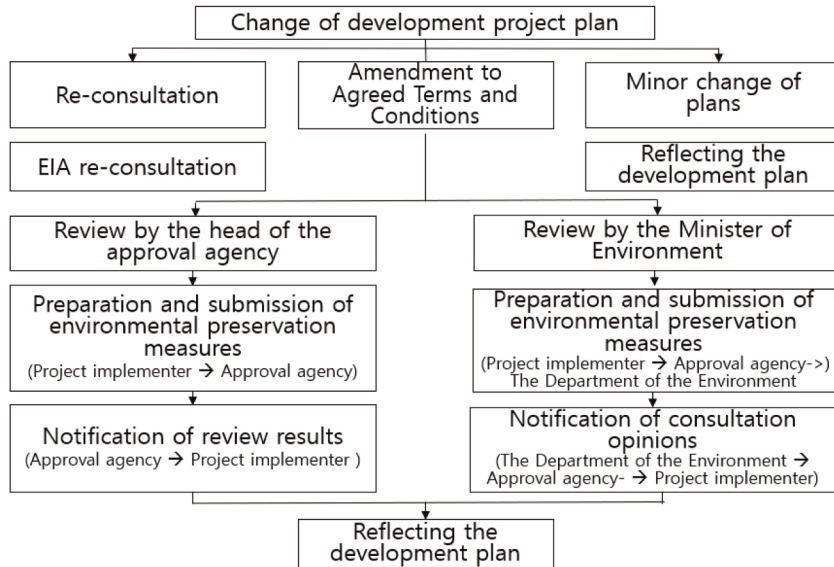 Change of development project plan
Re-consultation
Amendment to
Agreed Terms and
Conditions
Minor change of
plans
EIA re-consultation
Reflecting the
development plan
Review by the head of the
approval agency
Review by the Minister of
Environment
Preparation and submission of
environmental preservation
measures
(Project implementer → Approval agency)
Preparation and submission of
environmental preservation
measures
(Project implementer → Approval agency->)
The Department of the Environment
Notification of review results
(Approval agency → Project implementer )
Notification of consultation
opinions
(The Department of the Environment →
Approval agency- → Project implementer)
Reflecting the
development plan